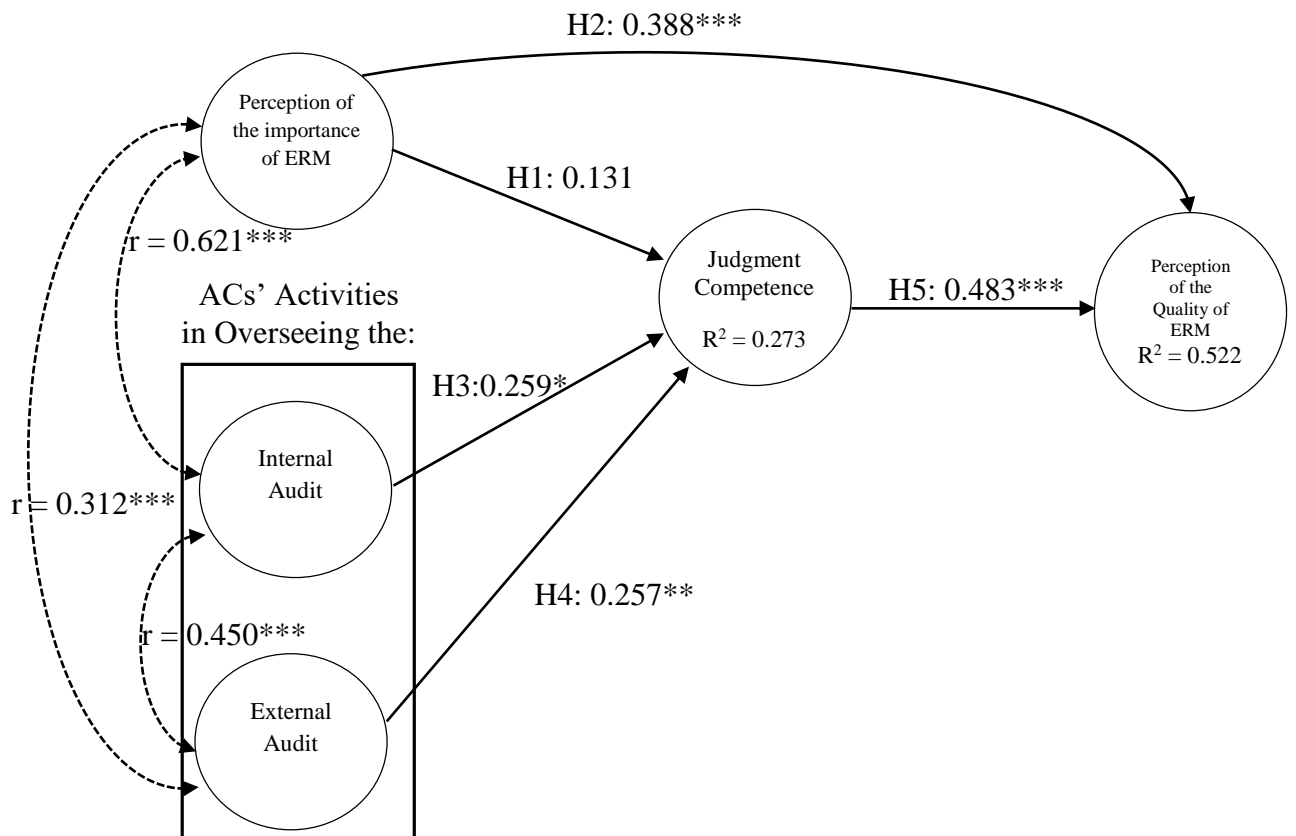 H2: 0.388***
Perception of
the importance
of ERM
H1: 0.131
r = 0.621***
Judgment
Competence
R² = 0.273
H5: 0.483***
Perception
of the
Quality of
ERM
R² = 0.522
ACs’ Activities
in Overseeing the:
H3:0.259*
Internal
Audit
r = 0.312***
H4: 0.257**
r = 0.450***
External
Audit